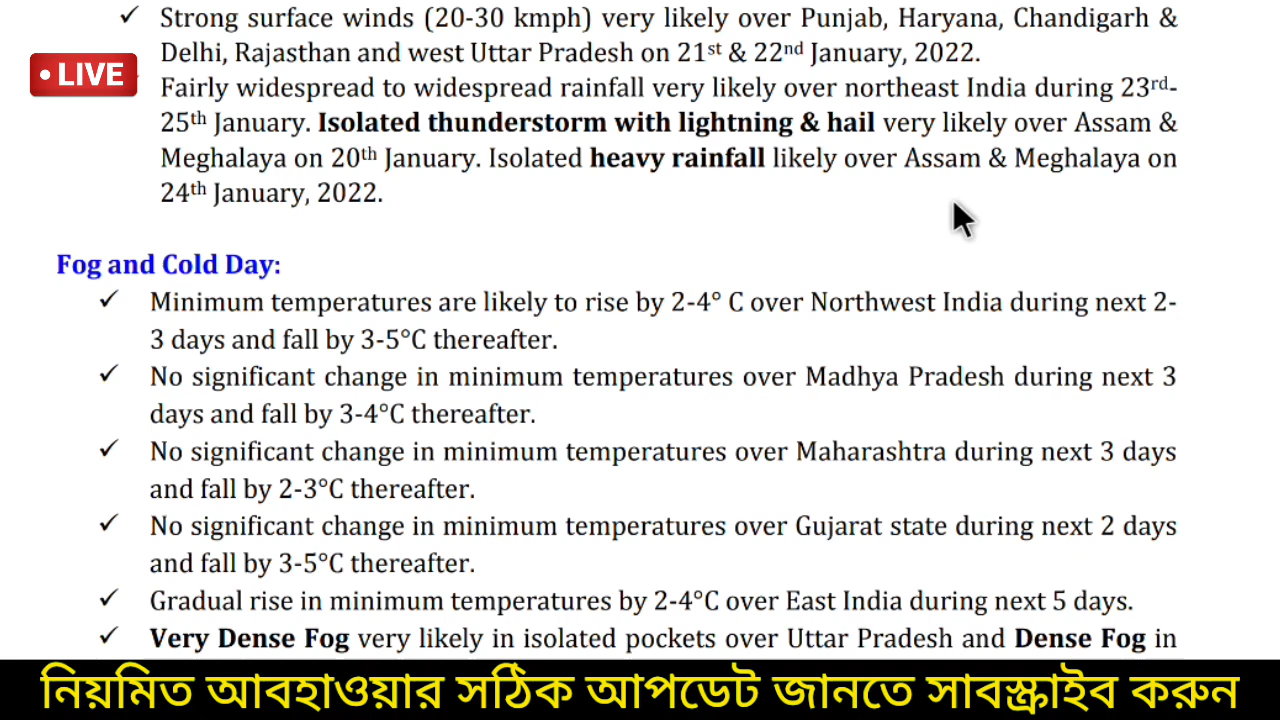 ✓ Strong surface winds (20-30 kmph) very likely over Punjab, Haryana, Chandigarh &
Delhi, Rajasthan and west Uttar Pradesh on 21st & 22nd January, 2022.
• LIVE
Fairly widespread to widespread rainfall very likely over northeast India during 23rd-
25th January. Isolated thunderstorm with lightning & hail very likely over Assam &
Meghalaya on 20th January. Isolated heavy rainfall likely over Assam & Meghalaya on
24th January, 2022.
Fog and Cold Day:
✓ Minimum temperatures are likely to rise by 2-4° C over Northwest India during next 2-
3 days and fall by 3-5°C thereafter.
✓ No significant change in minimum temperatures over Madhya Pradesh during next 3
days and fall by 3-4°C thereafter.
✓ No significant change in minimum temperatures over Maharashtra during next 3 days
and fall by 2-3°C thereafter.
✓ No significant change in minimum temperatures over Gujarat state during next 2 days
and fall by 3-5°C thereafter.
✓ Gradual rise in minimum temperatures by 2-4°C over East India during next 5 days.
✓ Very Dense Fog very likely in isolated pockets over Uttar Pradesh and Dense Fog in
নিয়মিত আবহাওয়ার সঠিক আপডেট জানতে সাবস্ক্রাইব করুন